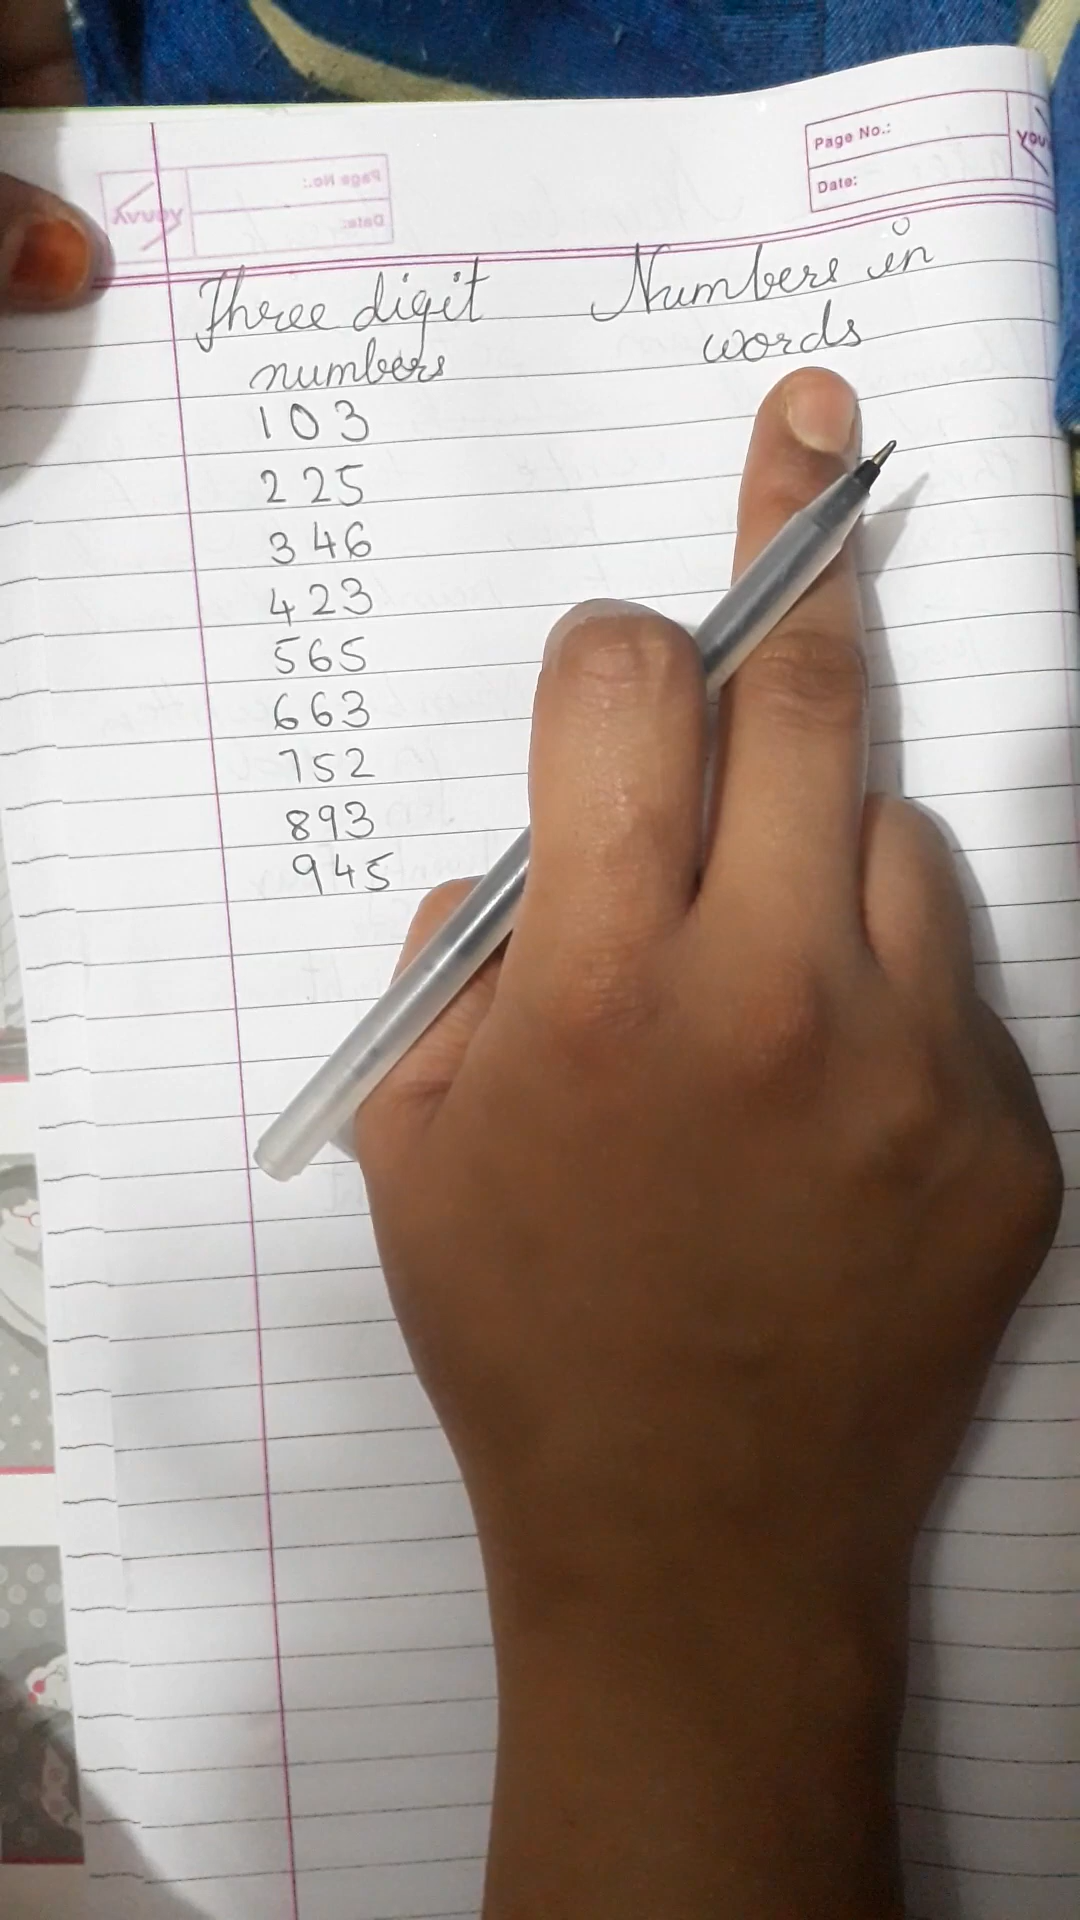 Page No.:
Date:
Three digit Numbers in
numbers words
103
225
346
423
565
663
752
893
945